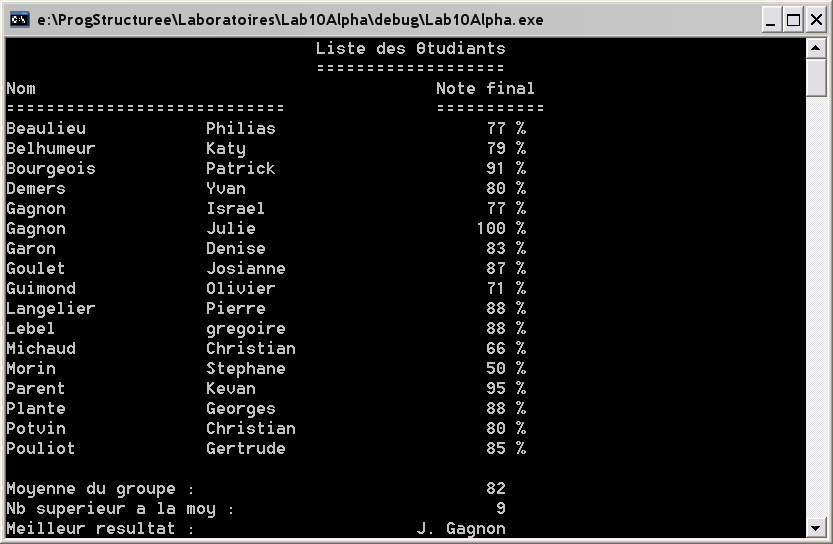 e:\ProgStructuree\Laboratoires\Lab10Alpha\debug\Lab10Alpha.exe
Liste des Θtudiants
===================
Nom Note final
============================ ===========
Beaulieu Philias 77 %
Belhumeur Katy 79 %
Bourgeois Patrick 91 %
Demers Yvan 80 %
Gagnon Israel 77 %
Gagnon Julie 100 %
Garon Denise 83 %
Goulet Josianne 87 %
Guimond Olivier 71 %
Langelier Pierre 88 %
Lebel gregoire 88 %
Michaud Christian 66 %
Morin Stephane 50 %
Parent Kevan 95 %
Plante Georges 88 %
Potvin Christian 80 %
Pouliot Gertrude 85 %
Moyenne du groupe : 82
Nb superieur a la moy : 9
Meilleur resultat : J. Gagnon